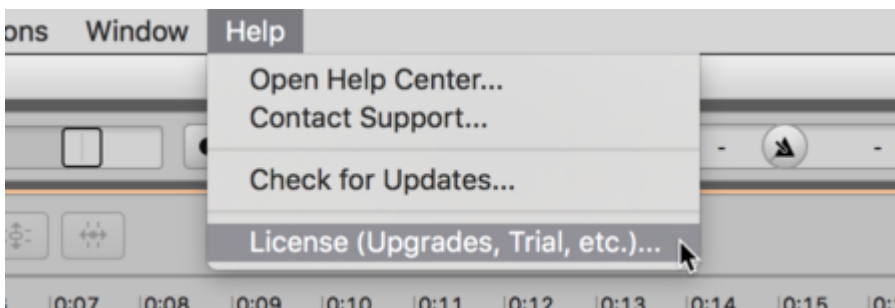 ons Window Help
Open Help Center...
Contact Support...
Check for Updates...
License (Upgrades, Trial, etc.)...
- -
0:07 0:08 0:09 0:10 0:11 0:12 0:13 0:14 0:15